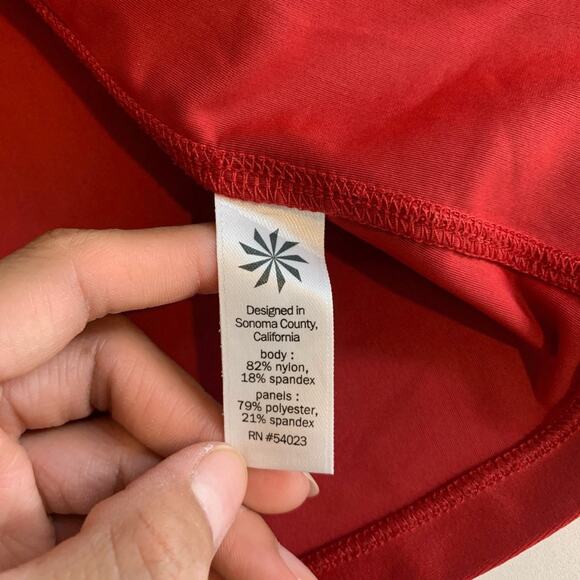 Designed in
Sonoma County,
California
body :
82% nylon,
18% spandex
panels :
79% polyester,
21% spandex
RN #54023